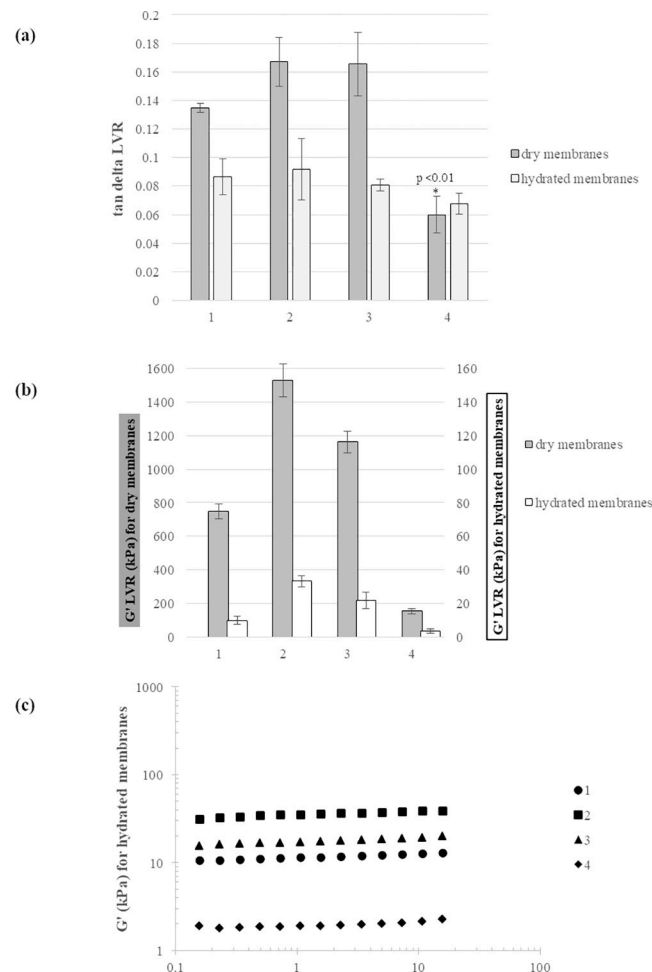 (a)
tan delta LVR
0.2
0.18
0.16
0.14
0.12
0.1
0.08
0.06
0.04
0.02
0
p <0.01
*
1 2 3 4
dry membranes
hydrated membranes
(b)
G' LVR (kPa) for dry membranes
1600
1400
1200
1000
800
600
400
200
0
1 2 3 4
160
140
120
100
80
60
40
20
0
G' LVR (kPa) for hydrated membranes
dry membranes
hydrated membranes
(c)
G' (kPa) for hydrated membranes
1000
100
10
1
0.1 1 10 100
1
2
3
4